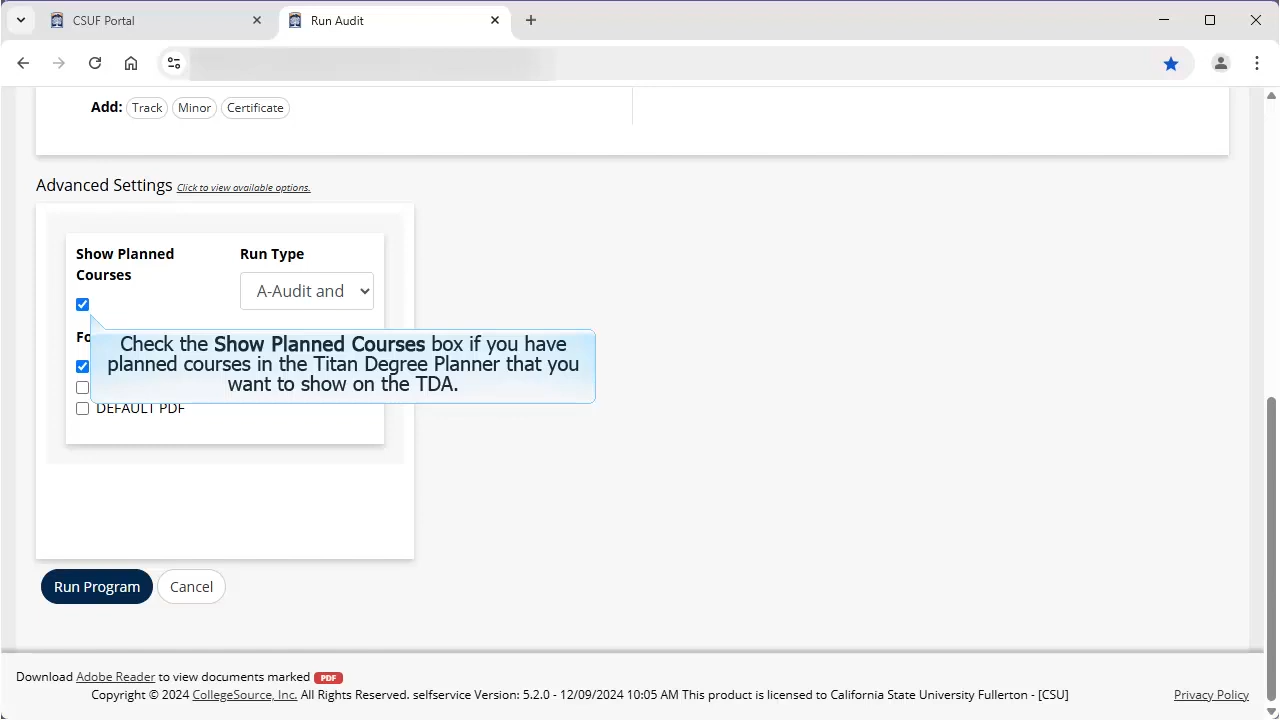 CSUF Portal
Run Audit
Add: Track Minor Certificate
Advanced Settings Click to view available options.
Show Planned
Courses
Run Type
A-Audit and
Check the Show Planned Courses box if you have
planned courses in the Titan Degree Planner that you
want to show on the TDA.
DEFAULT PDF
Run Program Cancel
Download Adobe Reader to view documents marked PDF
Copyright © 2024 CollegeSource, Inc. All Rights Reserved. selfservice Version: 5.2.0 - 12/09/2024 10:05 AM This product is licensed to California State University Fullerton - [CSU]
Privacy Policy